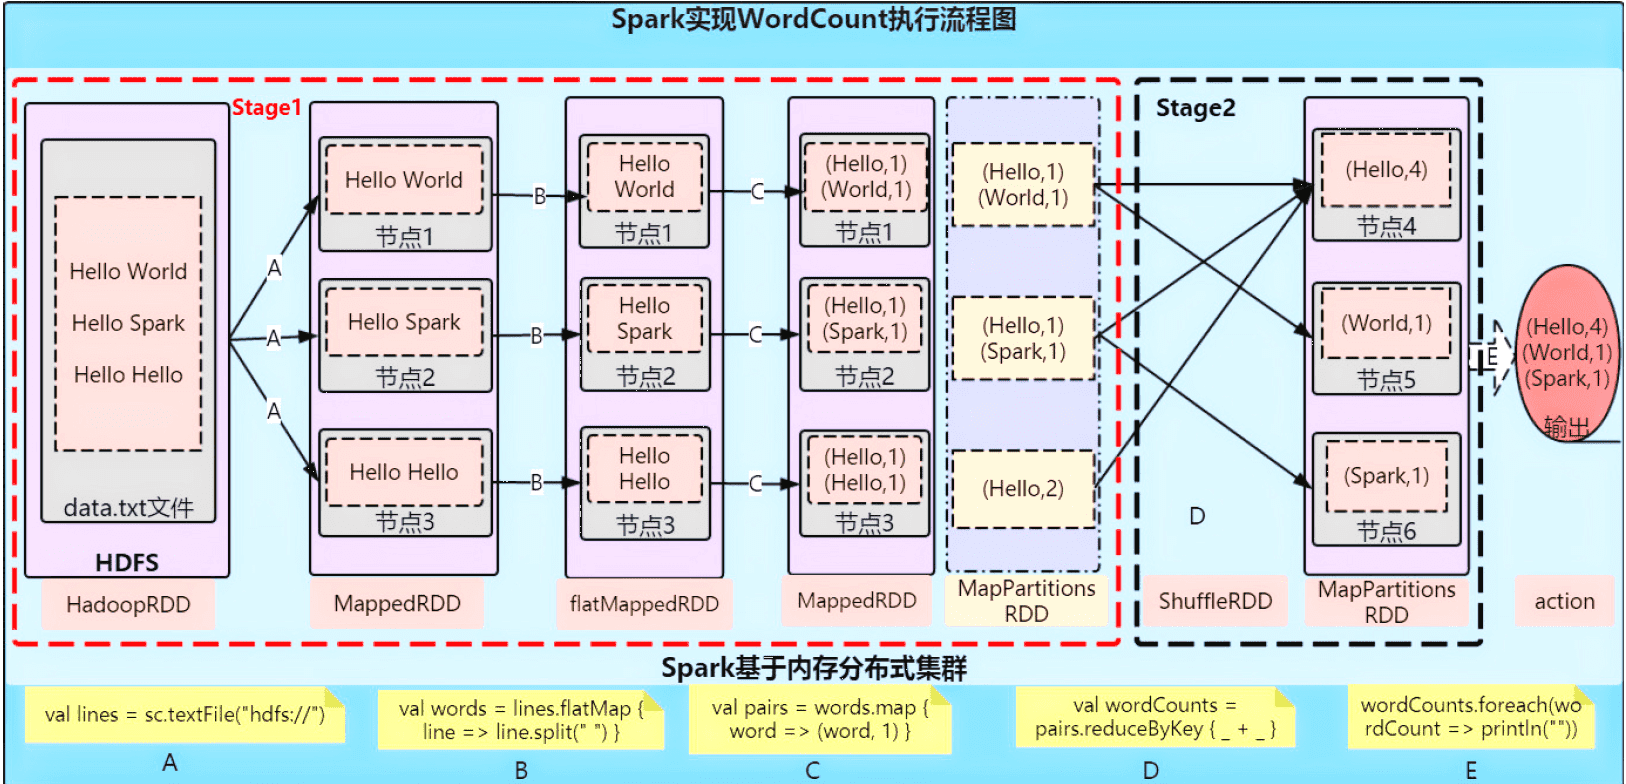 Spark实现WordCount执行流程图
Stage1
Hello World
Hello Spark
Hello Hello
data.txt文件
HDFS
HadoopRDD
A
A
A
Hello World
节点1
Hello Spark
节点2
Hello Hello
节点3
MappedRDD
B
B
B
Hello
World
节点1
Hello
Spark
节点2
Hello
Hello
节点3
flatMappedRDD
C
C
C
(Hello,1)
(World,1)
节点1
(Hello,1)
(Spark,1)
节点2
(Hello,1)
(Hello,1)
节点3
MappedRDD
(Hello,1)
(World,1)
(Hello,1)
(Spark,1)
(Hello,2)
MapPartitions
RDD
Stage2
D
ShuffleRDD
(Hello,4)
节点4
(World,1)
节点5
(Spark,1)
节点6
MapPartitions
RDD
E
(Hello,4)
(World,1)
(Spark,1)
输出
action
Spark基于内存分布式集群
val lines = sc.textFile("hdfs://")
A
val words = lines.flatMap {
line => line.split(" ") }
B
val pairs = words.map {
word => (word, 1) }
C
val wordCounts =
pairs.reduceByKey { _ + _ }
D
wordCounts.foreach(wo
rdCount => println(""))
E